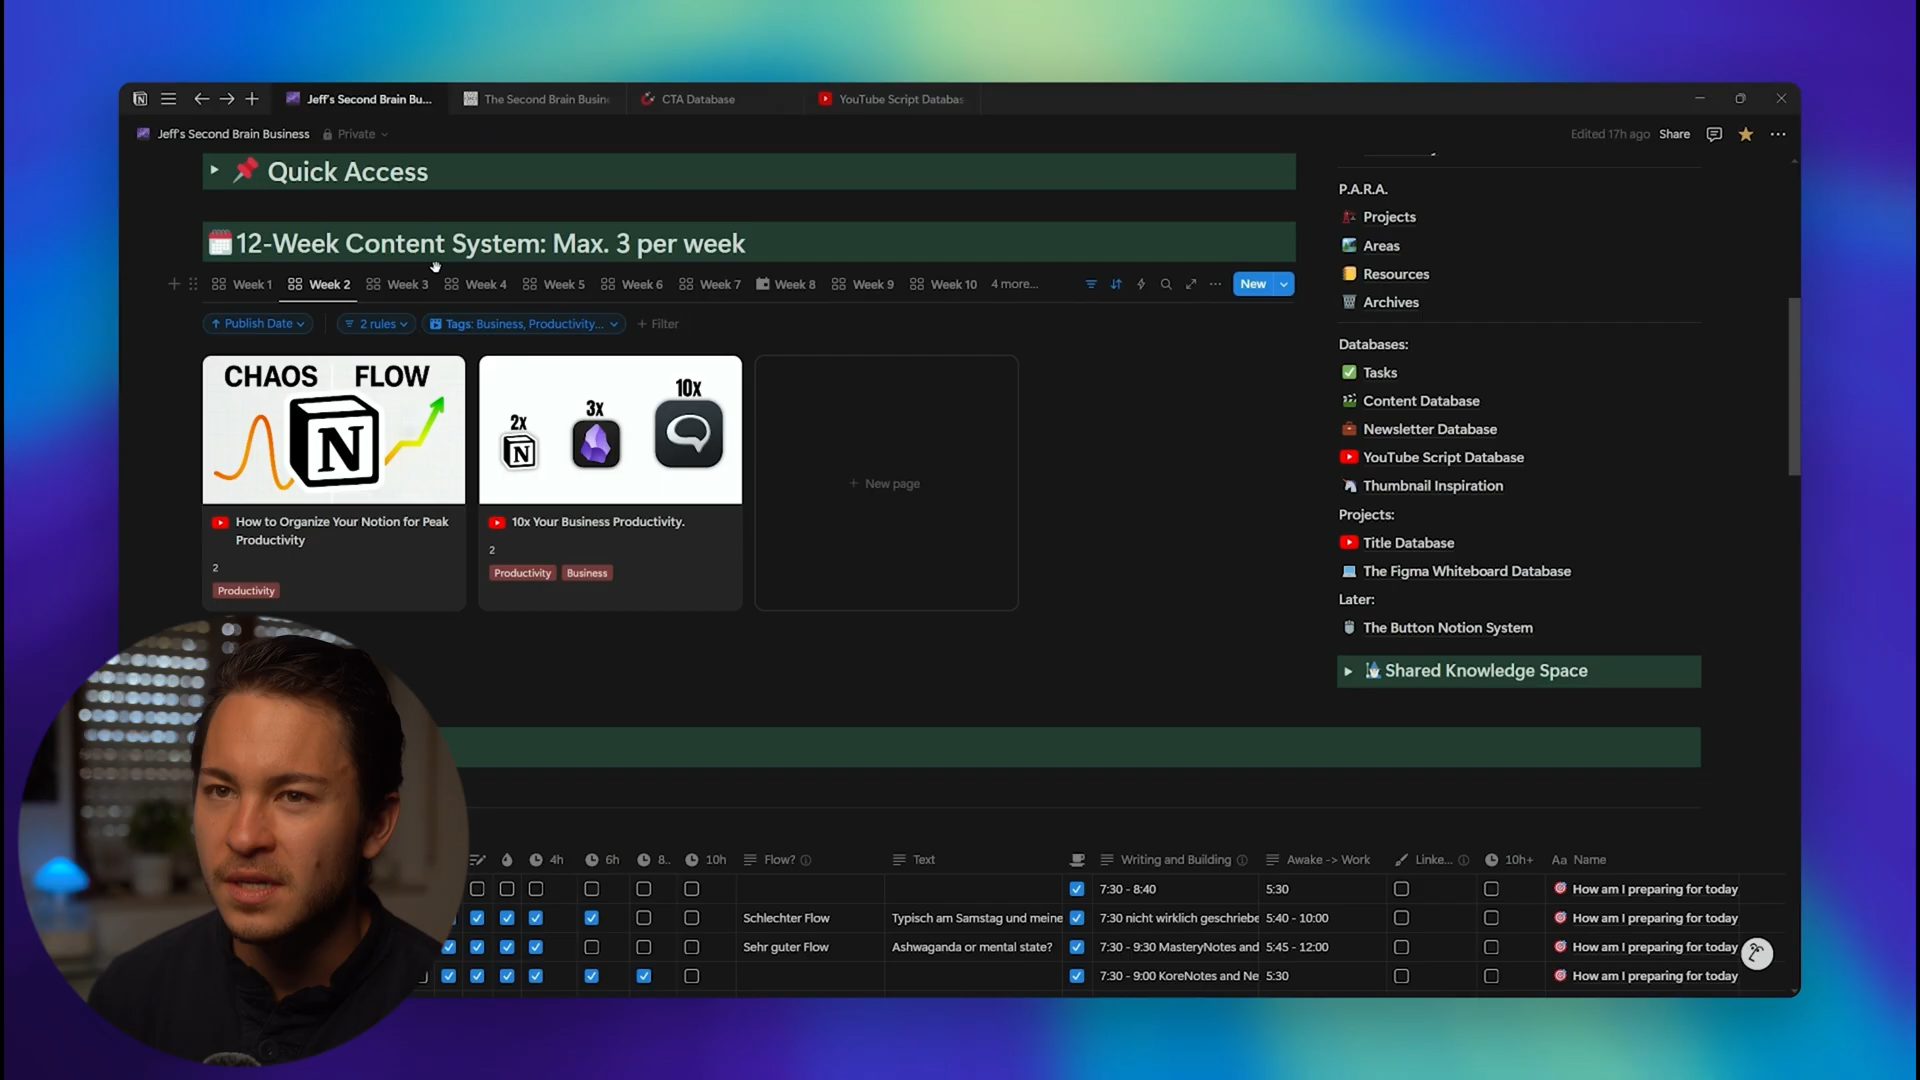 Jeff's Second Brain Bu...
The Second Brain Busin
CTA Database
YouTube Script Databas
Jeff's Second Brain Business
Private
Edited 17h ago
Share
Quick Access
12-Week Content System: Max. 3 per week
Week 1
Week 2
Week 3
Week 4
Week 5
Week 6
Week 7
Week 8
Week 9
Week 10
4 more...
New
Publish Date
2 rules
Tags: Business, Productivity...
+ Filter
CHAOS FLOW
N
How to Organize Your Notion for Peak
Productivity
2
Productivity
2x
3x
10x
N
10x Your Business Productivity.
2
Productivity
Business
+ New page
P.A.R.A.
Projects
Areas
Resources
Archives
Databases:
Tasks
Content Database
Newsletter Database
YouTube Script Database
Thumbnail Inspiration
Projects:
Title Database
The Figma Whiteboard Database
Later:
The Button Notion System
Shared Knowledge Space
4h
6h
8..
10h
Flow?
Text
Writing and Building
Awake -> Work
Linke...
10h+
Aa Name
7:30 - 8:40
5:30
How am I preparing for today
Schlechter Flow
Typisch am Samstag und meine
7:30 nicht wirklich geschriebe
5:40 - 10:00
How am I preparing for today
Sehr guter Flow
Ashwaganda or mental state?
7:30 - 9:30 MasteryNotes and
5:45 - 12:00
How am I preparing for today
7:30 - 9:00 KoreNotes and Ne
5:30
How am I preparing for today